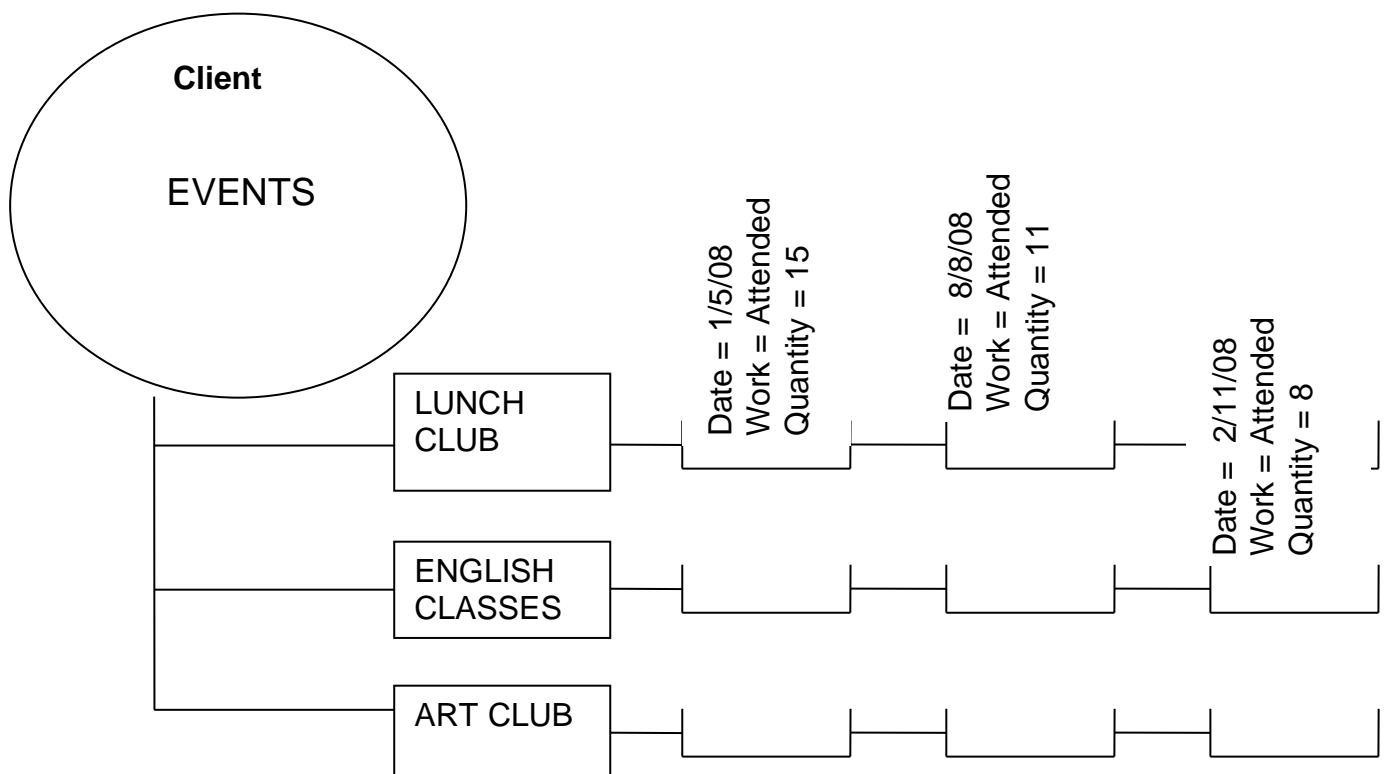 Client
EVENTS
LUNCH
CLUB
Date = 1/5/08
Work = Attended
Quantity = 15
Date =  8/8/08
Work = Attended
Quantity = 11
Date =  2/11/08
Work = Attended
Quantity = 8
ENGLISH
CLASSES
ART CLUB